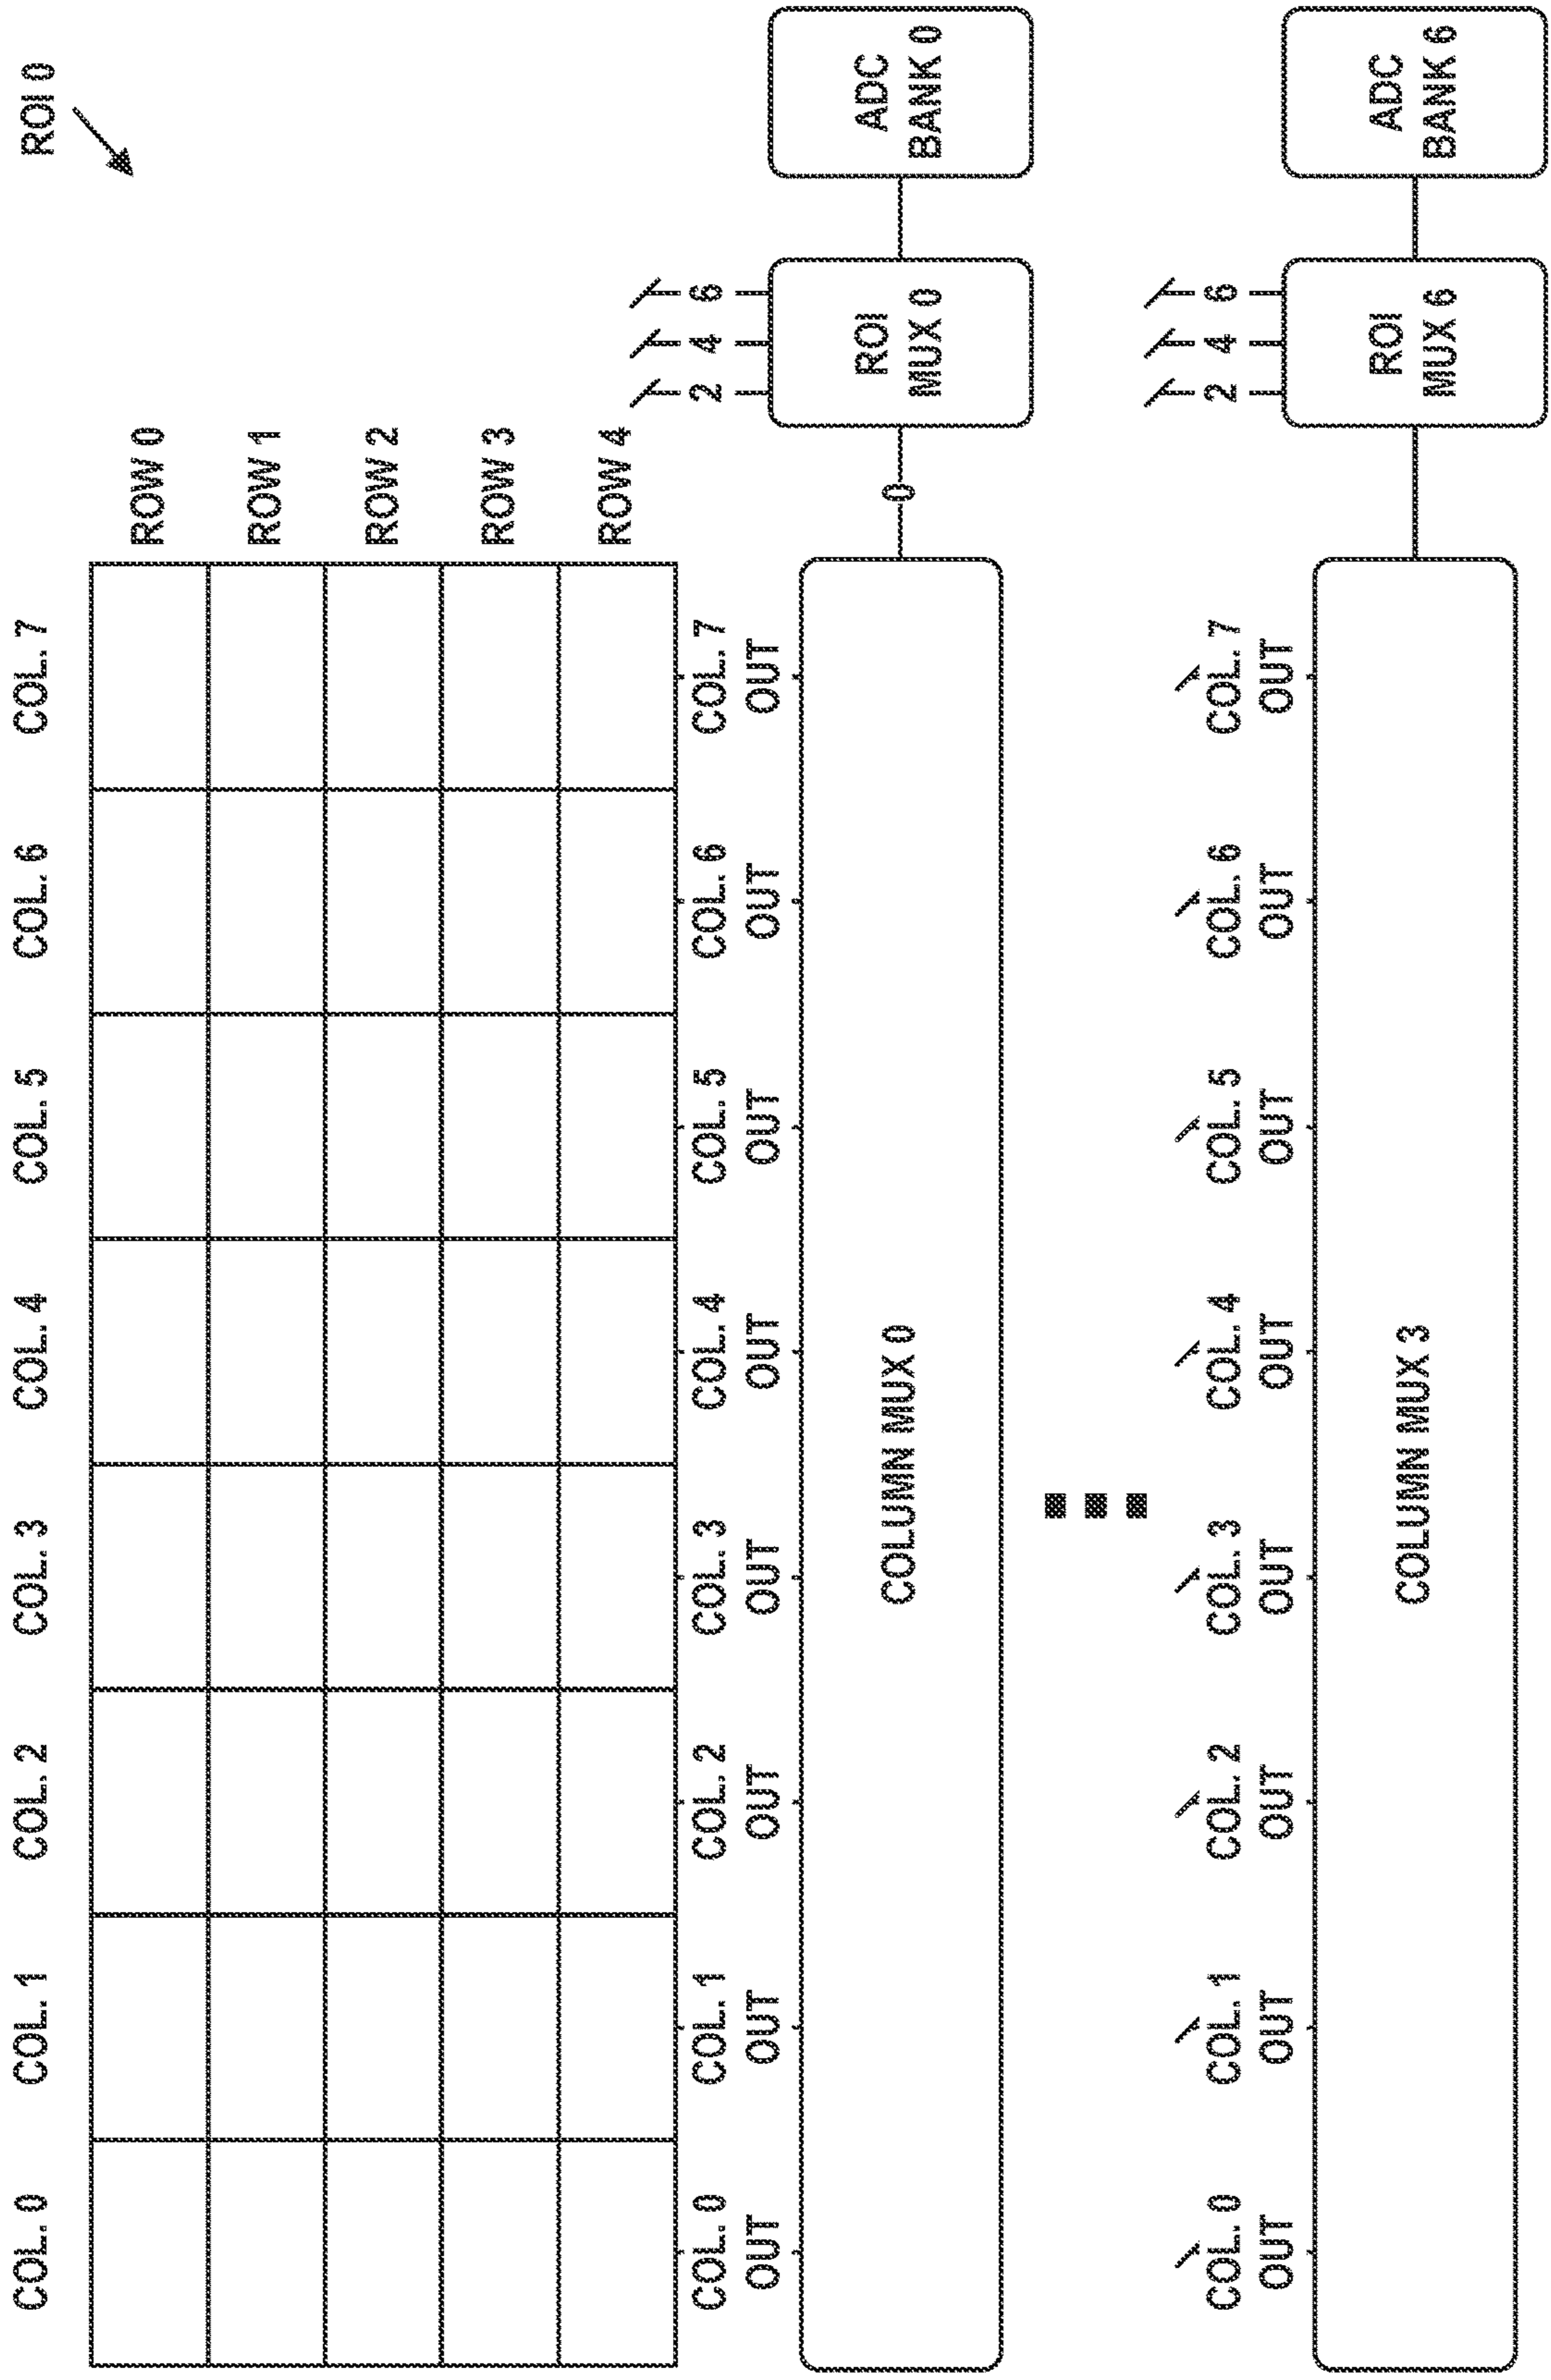 ROI 0
COL. 0 COL. 1 COL. 2 COL. 3 COL. 4 COL. 5 COL. 6 COL. 7
ROW 0
ROW 1
ROW 2
ROW 3
ROW 4
COL. 0 COL. 1 COL. 2 COL. 3 COL. 4 COL. 5 COL. 6 COL. 7
OUT OUT OUT OUT OUT OUT OUT OUT
2 4 6
COLUMN MUX 0
0
ROI
MUX 0
ADC
BANK 0
COL. 0 COL. 1 COL. 2 COL. 3 COL. 4 COL. 5 COL. 6 COL. 7
OUT OUT OUT OUT OUT OUT OUT OUT
2 4 6
COLUMN MUX 3
ROI
MUX 6
ADC
BANK 6